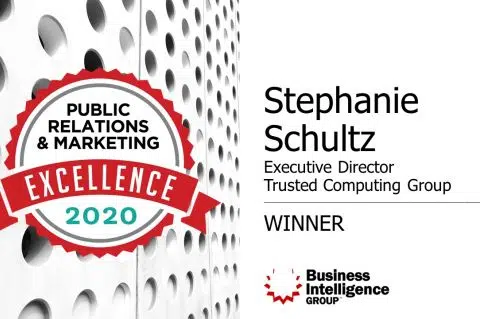 PUBLIC
RELATIONS
& MARKETING
EXCELLENCE
2020
Stephanie
Schultz
Executive Director
Trusted Computing Group
WINNER
Business
Intelligence
GROUP